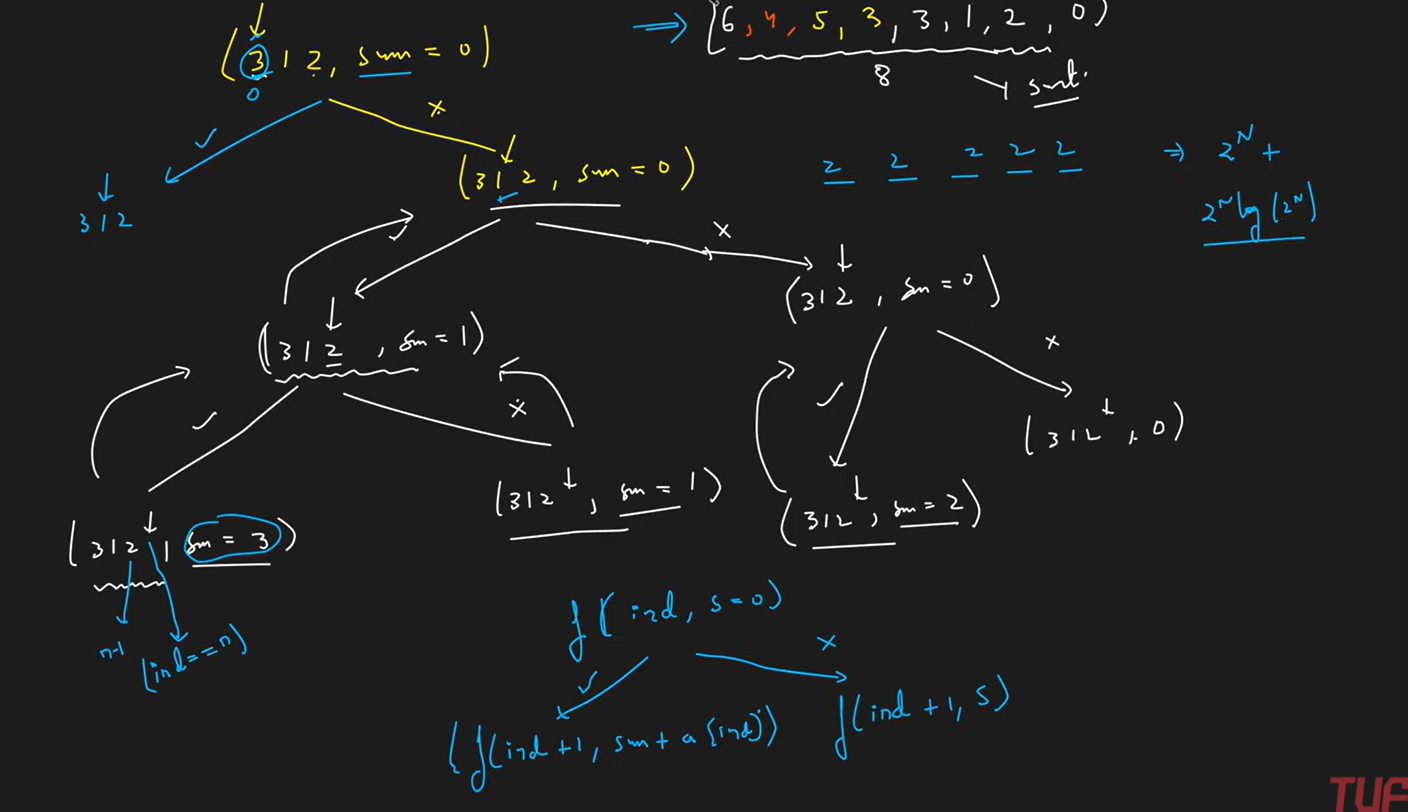 [6, 4, 5, 3, 3, 1, 2, 0)
(3 1 2, sum = 0)
0
8
sort.
x
2 2 2 2 2 ⇒ 2^N +
2^N log(2^N)
(3 1 2, sum = 0)
3 1 2
x
(3 1 2, sm = 0)
(3 1 2, sm = 1)
x
x
(3 1 2, 0)
(3 1 2, sm = 1)
(3 1 2, sm = 2)
(3 1 2, sm = 3)
f( ind, s=0)
n-1
(ind==n)
x
f(ind+1, S)
(f(ind+1, sum+a[ind])
TUF